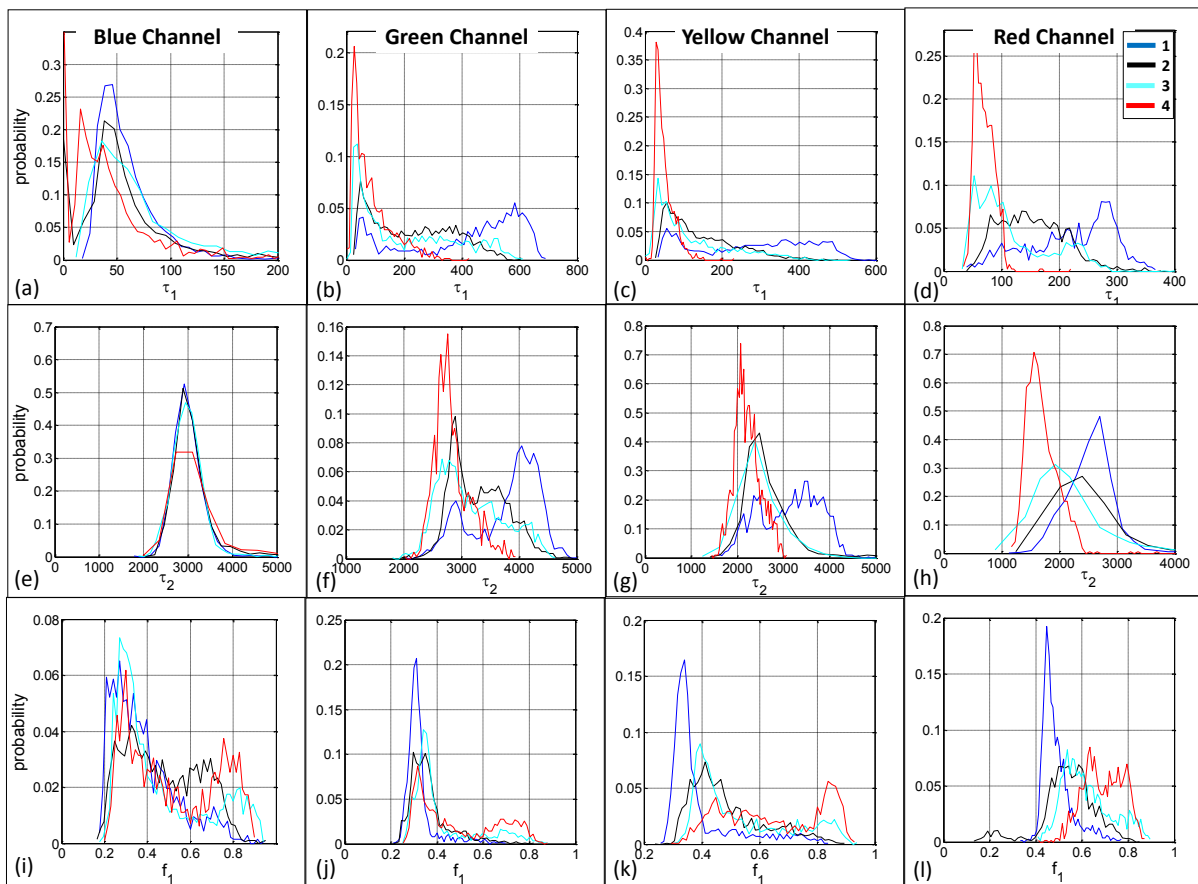 Blue Channel
Green Channel
Yellow Channel
Red Channel
1
2
3
4
probability
0.3
0.25
0.2
0.15
0.1
0.05
0
0 50 100 150 200
(a) τ1
0.2
0.15
0.1
0.05
0
0 200 400 600 800
(b) τ1
0.4
0.35
0.3
0.25
0.2
0.15
0.1
0.05
0
0 200 400 600
(c) τ1
0.25
0.2
0.15
0.1
0.05
0
0 100 200 300 400
(d) τ1
probability
0.7
0.6
0.5
0.4
0.3
0.2
0.1
0
0 1000 2000 3000 4000 5000
(e) τ2
0.16
0.14
0.12
0.1
0.08
0.06
0.04
0.02
0
1000 2000 3000 4000 5000
(f) τ2
0.8
0.7
0.6
0.5
0.4
0.3
0.2
0.1
0
0 1000 2000 3000 4000 5000
(g) τ2
0.8
0.7
0.6
0.5
0.4
0.3
0.2
0.1
0
0 1000 2000 3000 4000
(h) τ2
probability
0.08
0.06
0.04
0.02
0
0 0.2 0.4 0.6 0.8 1
(i) f1
0.25
0.2
0.15
0.1
0.05
0
0 0.2 0.4 0.6 0.8 1
(j) f1
0.2
0.15
0.1
0.05
0
0.2 0.4 0.6 0.8 1
(k) f1
0.2
0.15
0.1
0.05
0
0 0.2 0.4 0.6 0.8 1
(l) f1